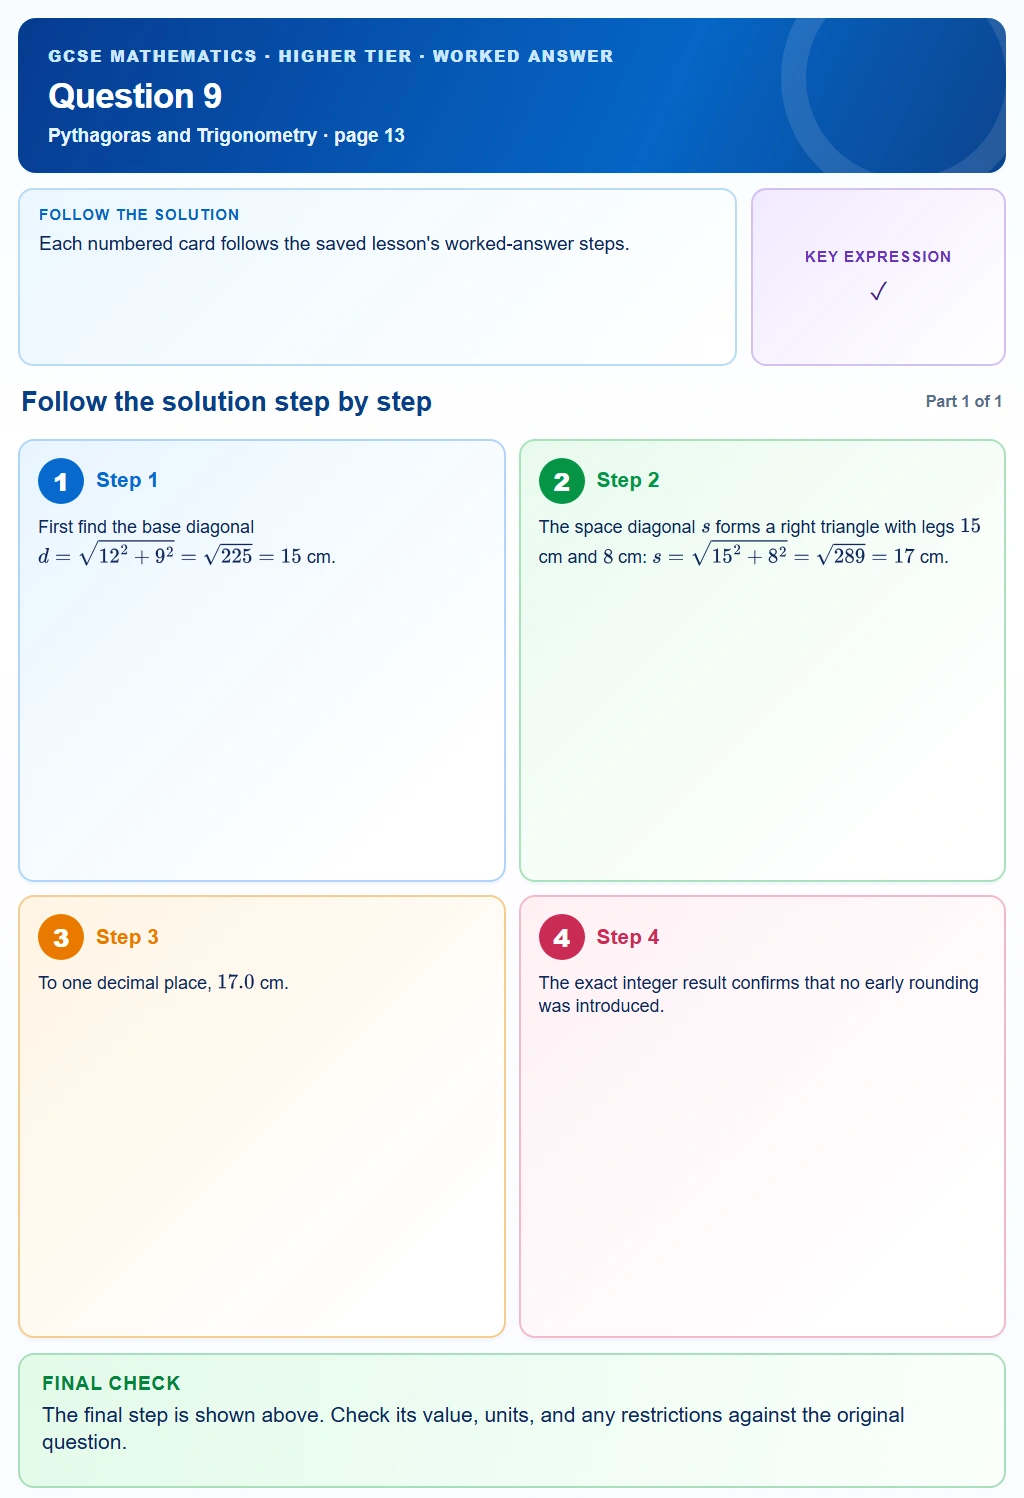 GCSE MATHEMATICS · HIGHER TIER · WORKED ANSWER
Question 9
Pythagoras and Trigonometry · page 13
FOLLOW THE SOLUTION
Each numbered card follows the saved lesson's worked-answer steps.
KEY EXPRESSION
✓
Follow the solution step by step
Part 1 of 1
1 Step 1
First find the base diagonal
d = √(12² + 9²) = √225 = 15 cm.
2 Step 2
The space diagonal s forms a right triangle with legs 15
cm and 8 cm: s = √(15² + 8²) = √289 = 17 cm.
3 Step 3
To one decimal place, 17.0 cm.
4 Step 4
The exact integer result confirms that no early rounding
was introduced.
FINAL CHECK
The final step is shown above. Check its value, units, and any restrictions against the original
question.